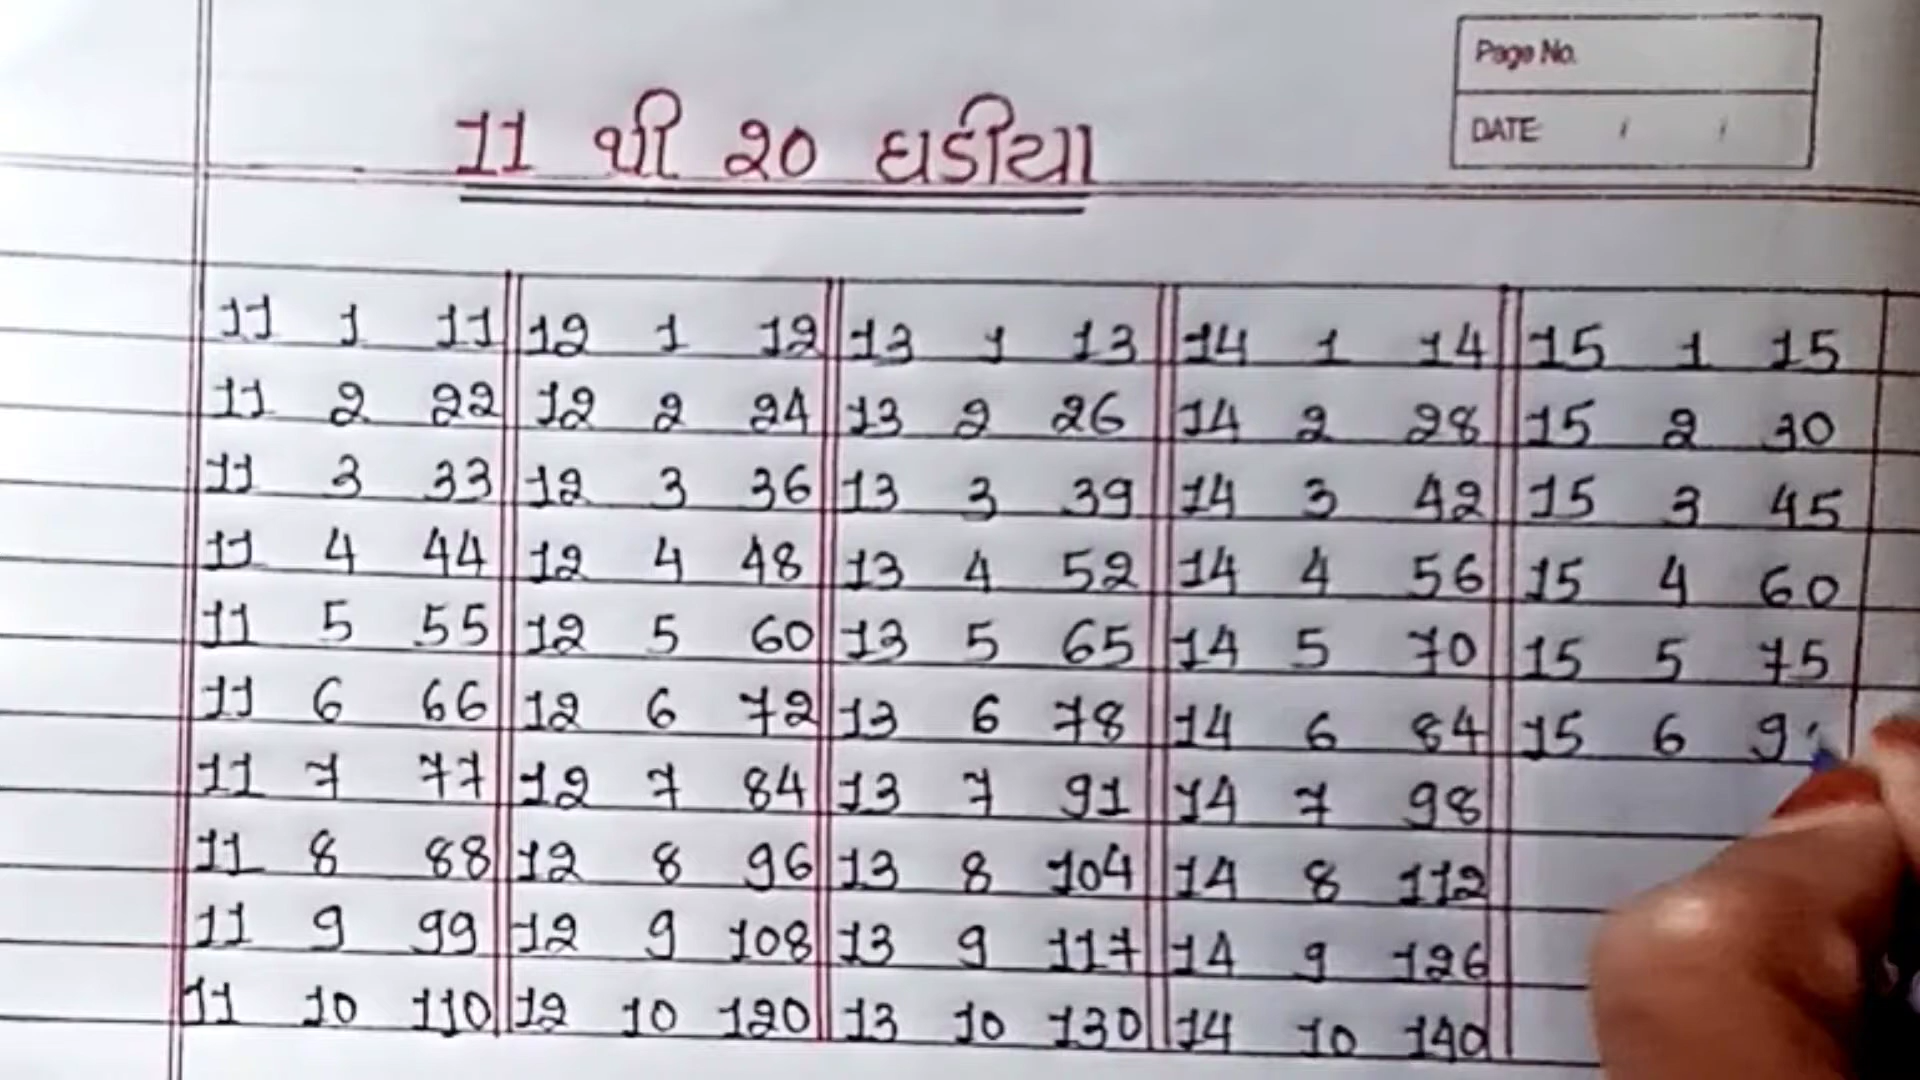 Page No.
DATE / /
11 થી 20 ઘડીયા
11 1 11 12 1 12 13 1 13 14 1 14 15 1 15
11 2 22 12 2 24 13 2 26 14 2 28 15 2 30
11 3 33 12 3 36 13 3 39 14 3 42 15 3 45
11 4 44 12 4 48 13 4 52 14 4 56 15 4 60
11 5 55 12 5 60 13 5 65 14 5 70 15 5 75
11 6 66 12 6 72 13 6 78 14 6 84 15 6 9
11 7 77 12 7 84 13 7 91 14 7 98
11 8 88 12 8 96 13 8 104 14 8 112
11 9 99 12 9 108 13 9 117 14 9 126
11 10 110 12 10 120 13 10 130 14 10 140